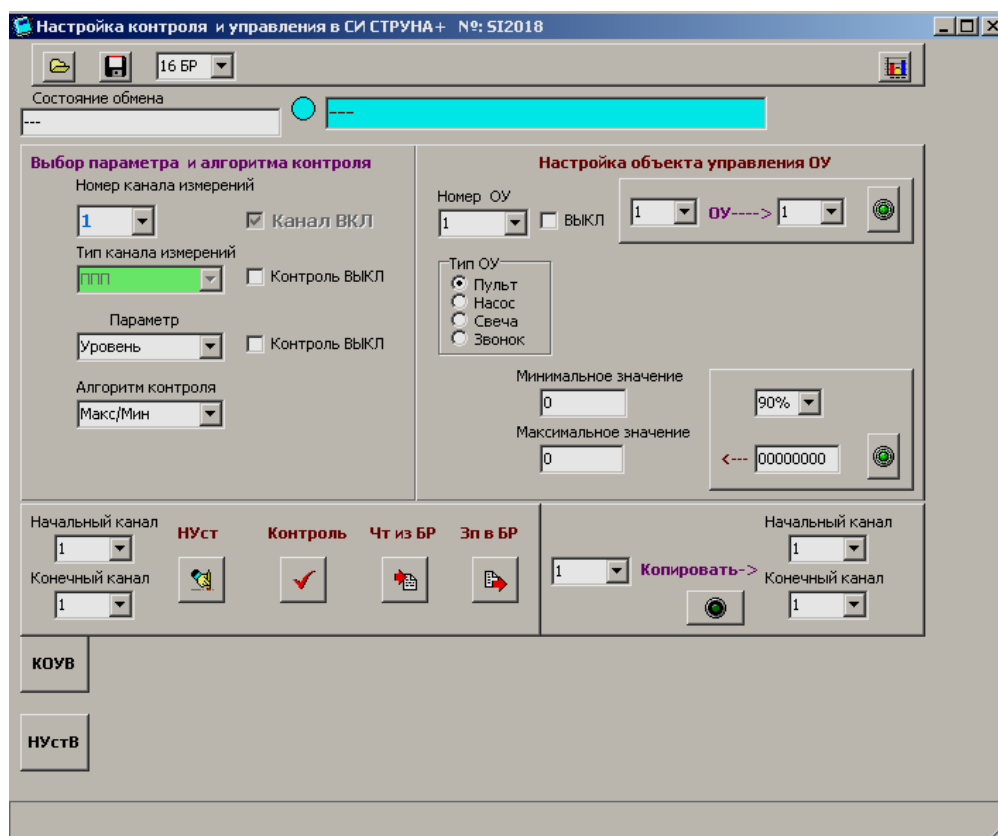 Настройка контроля и управления в СИ СТРУНА+ №: SI2018
16 БР
Состояние обмена
---
---
Выбор параметра и алгоритма контроля
Номер канала измерений
1
Канал ВКЛ
Тип канала измерений
ППП
Контроль ВЫКЛ
Параметр
Уровень
Контроль ВЫКЛ
Алгоритм контроля
Макс/Мин
Настройка объекта управления ОУ
Номер ОУ
1
ВЫКЛ
1
ОУ---->
1
Тип ОУ
Пульт
Насос
Свеча
Звонок
Минимальное значение
0
Максимальное значение
0
90%
<---
00000000
Начальный канал
1
Конечный канал
1
НУст
Контроль
Чт из БР
Зп в БР
1
Копировать->
Начальный канал
1
Конечный канал
1
КОУВ
НУстВ